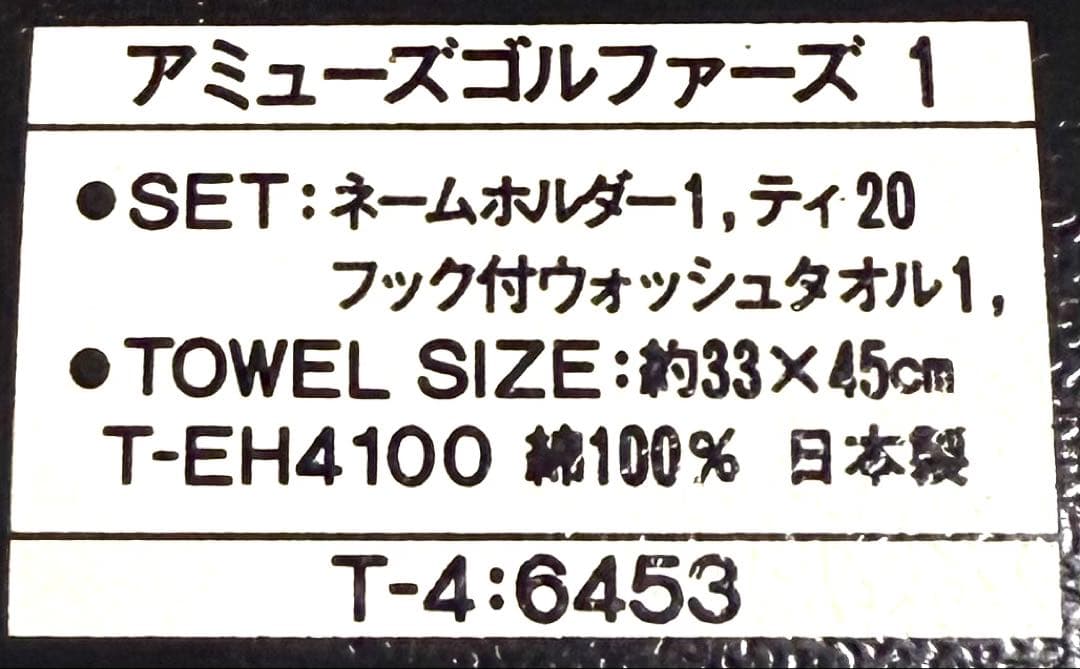 アミューズゴルファーズ 1
●SET:ネームホルダー1,ティ20
フック付ウォッシュタオル1,
●TOWEL SIZE:約33×45cm
T-EH4100 綿100% 日本製
T-4:6453